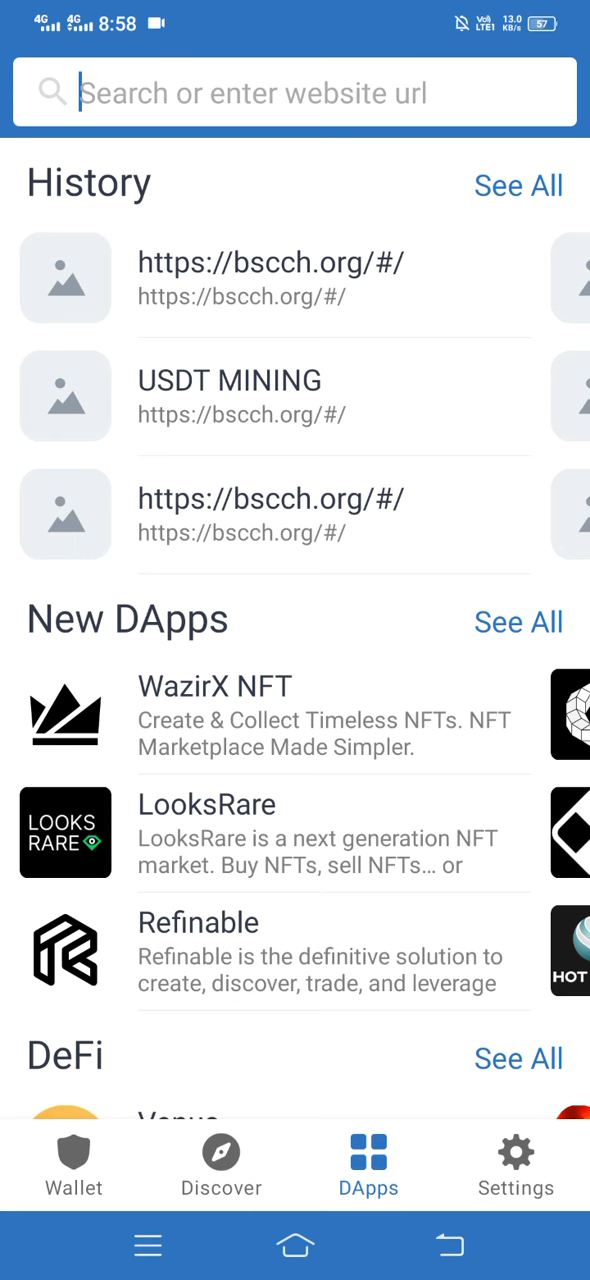 4G 4G 8:58 VoI) LTE1 13.0 KB/s 57
Search or enter website url
History See All
https://bscch.org/#/
https://bscch.org/#/
USDT MINING
https://bscch.org/#/
https://bscch.org/#/
https://bscch.org/#/
New DApps See All
WazirX NFT
Create & Collect Timeless NFTs. NFT
Marketplace Made Simpler.
LOOKS
RARE
LooksRare
LooksRare is a next generation NFT
market. Buy NFTs, sell NFTs... or
Refinable
Refinable is the definitive solution to
create, discover, trade, and leverage
HOT
DeFi See All
Venus
Wallet Discover DApps Settings